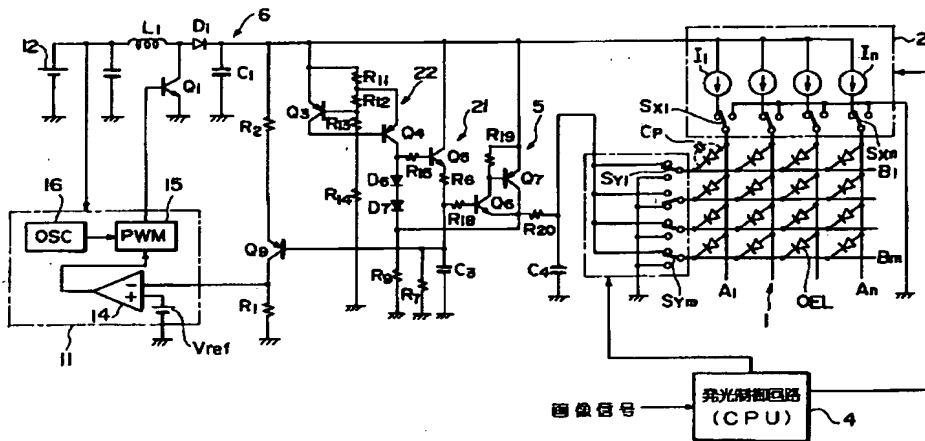 12
L1
D1
6
C1
Q1
R2
Q3
R11
R12
R13
22
Q4
21
Q5
R15
R6
R19
5
Q7
Q6
R18
R20
D6
D7
R14
R9
R7
C3
C4
Q9
R1
16
OSC
15
PWM
14
11
Vref
2
I1
In
SX1
SXn
CP
SY1
SYm
B1
Bm
A1
An
1
OEL
画像信号
発光制御回路
(CPU)
4